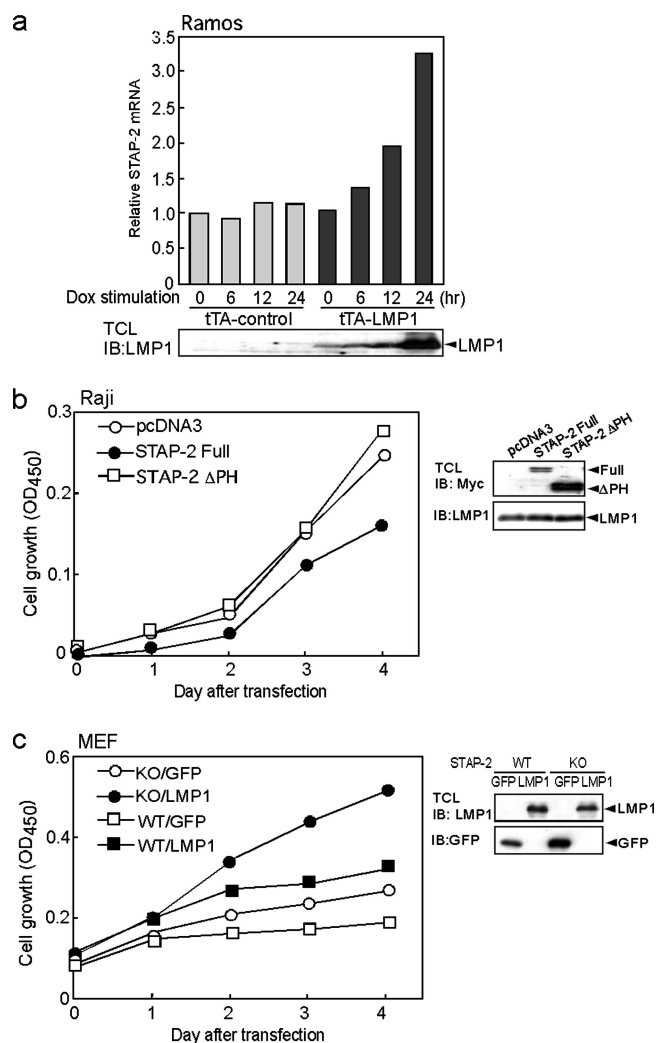 a
Ramos
Relative STAP-2 mRNA
3.5
3.0
2.5
2.0
1.5
1.0
0.5
0
Dox stimulation 0 6 12 24 0 6 12 24 (hr)
tTA-control tTA-LMP1
TCL
IB:LMP1
LMP1
b
Raji
pcDNA3
STAP-2 Full
STAP-2 ΔPH
Cell growth (OD450)
0.3
0.2
0.1
0
0 1 2 3 4
Day after transfection
pcDNA3
STAP-2 Full
STAP-2 ΔPH
TCL
IB: Myc
Full
ΔPH
IB:LMP1
LMP1
c
MEF
KO/GFP
KO/LMP1
WT/GFP
WT/LMP1
Cell growth (OD450)
0.6
0.4
0.2
0
0 1 2 3 4
Day after transfection
STAP-2 WT KO
GFP LMP1 GFP LMP1
TCL
IB: LMP1
LMP1
IB:GFP
GFP